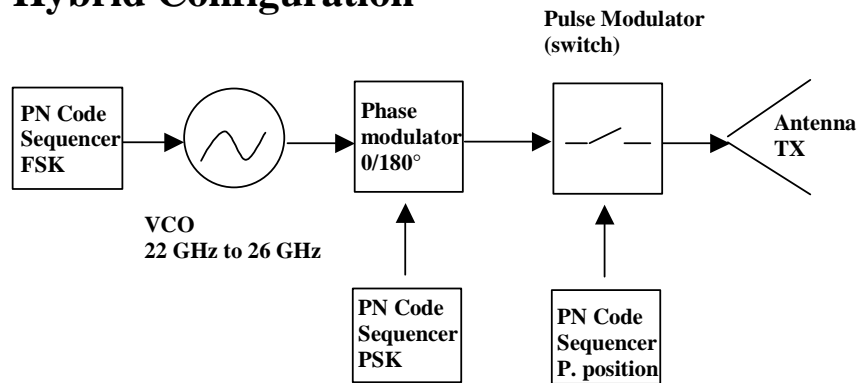 Hybrid Configuration
Pulse Modulator
(switch)
PN Code
Sequencer
FSK
Phase
modulator
0/180°
Antenna
TX
VCO
22 GHz to 26 GHz
PN Code
Sequencer
PSK
PN Code
Sequencer
P. position